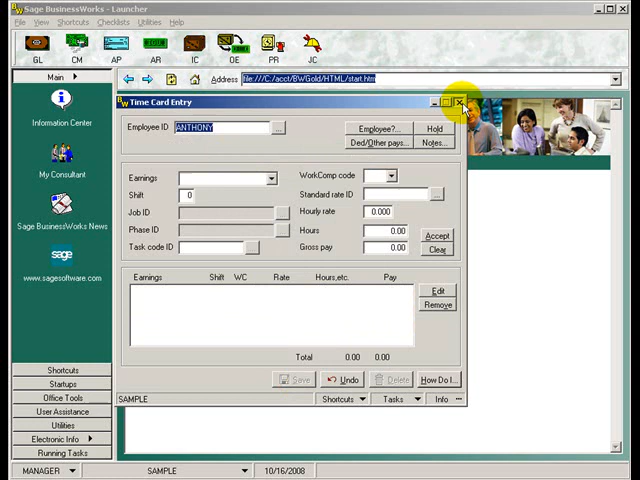 Sage BusinessWorks - Launcher
File View Shortcuts Checklists Utilities Help
GL CM AP AR IC OE PR JC
Main
Address file:///C:/acct/BWGold/HTML/start.htm
Information Center
My Consultant
Sage BusinessWorks News
sage
www.sagesoftware.com
Shortcuts
Startups
Office Tools
User Assistance
Utilities
Electronic Info
Running Tasks
Time Card Entry
Employee ID ANTHONY ...
Employee?... Hold
Ded/Other pays... Notes...
Earnings WorkComp code
Shift 0 Standard rate ID ...
Job ID Hourly rate 0.000
Phase ID Hours 0.00 Accept
Task code ID Gross pay 0.00 Clear
Earnings Shift WC Rate Hours,etc. Pay
Edit
Remove
Total 0.00 0.00
Save Undo Delete How Do I...
SAMPLE Shortcuts Tasks Info
MANAGER SAMPLE 10/16/2008